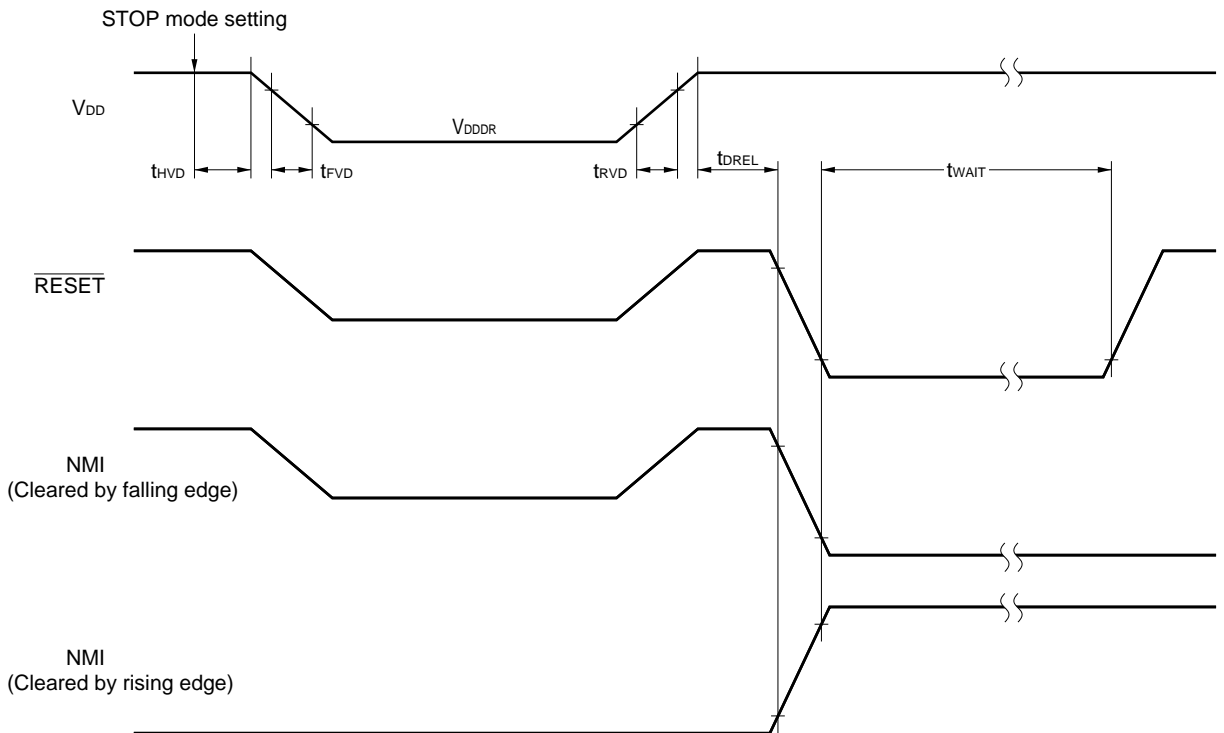 STOP mode setting
VDD
VDDDR
tHVD
tFVD
tRVD
tDREL
tWAIT
RESET
NMI
(Cleared by falling edge)
NMI
(Cleared by rising edge)